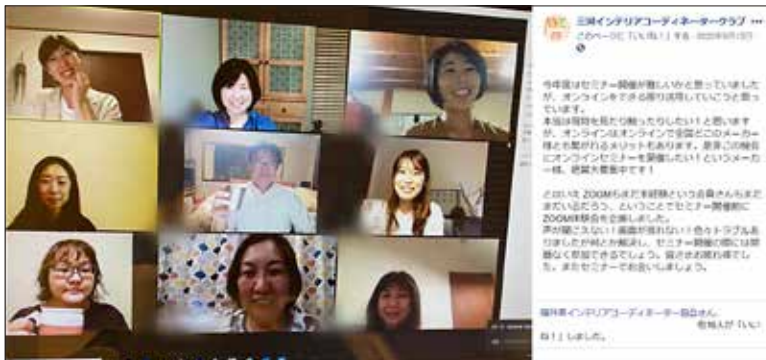 三河インテリアコーディネータークラブ
このページに「いいね！」する・2020年9月15日
今年度はセミナー開催が難しいかと思っていました
が、オンラインをできる限り活用していこうと思っ
ています。
本当は現物を見たり触ったりしたい！と思います
が、オンラインはオンラインで全国どこのメーカー
様とも繋がれるメリットもあります。是非この機会
にオンラインセミナーを開催したい！というメーカ
ー様、絶賛大募集中です！
とはいえZOOMもまだ未経験という会員さんもまだ
まだいるだろう、ということでセミナー開催前に
ZOOM体験会を企画しました。
声が聞こえない！画面が張れない！色々トラブルあ
りましたが何とか解決し、セミナー開催の際には問
題なく参加できるでしょう。皆さまお疲れ様でし
た。またセミナーでお会いしましょう。
福井県インテリアコーディネーター協会さん、
他 人が「いい
ね！」しました。